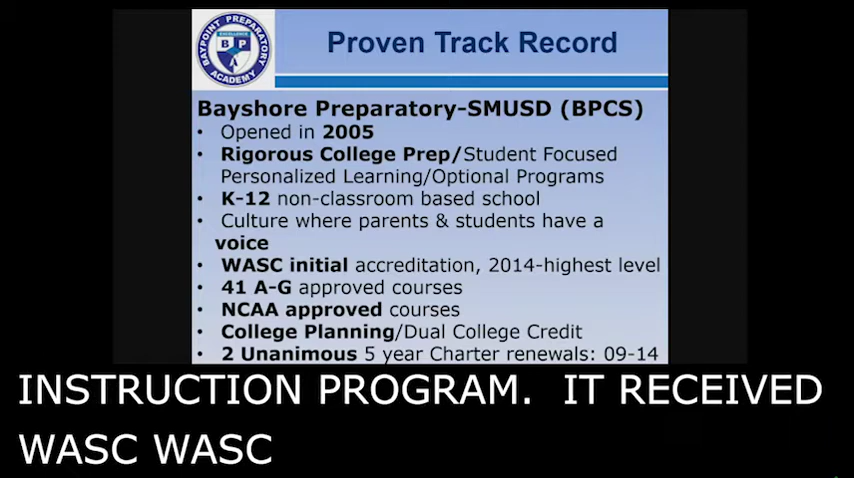 BAYPOINT PREPARATORY
EXCELLENCE
B P
A
ACADEMY
Proven Track Record
Bayshore Preparatory-SMUSD (BPCS)
• Opened in 2005
• Rigorous College Prep/Student Focused
Personalized Learning/Optional Programs
• K-12 non-classroom based school
• Culture where parents & students have a
voice
• WASC initial accreditation, 2014-highest level
• 41 A-G approved courses
• NCAA approved courses
• College Planning/Dual College Credit
• 2 Unanimous 5 year Charter renewals: 09-14
INSTRUCTION PROGRAM.  IT RECEIVED
WASC WASC